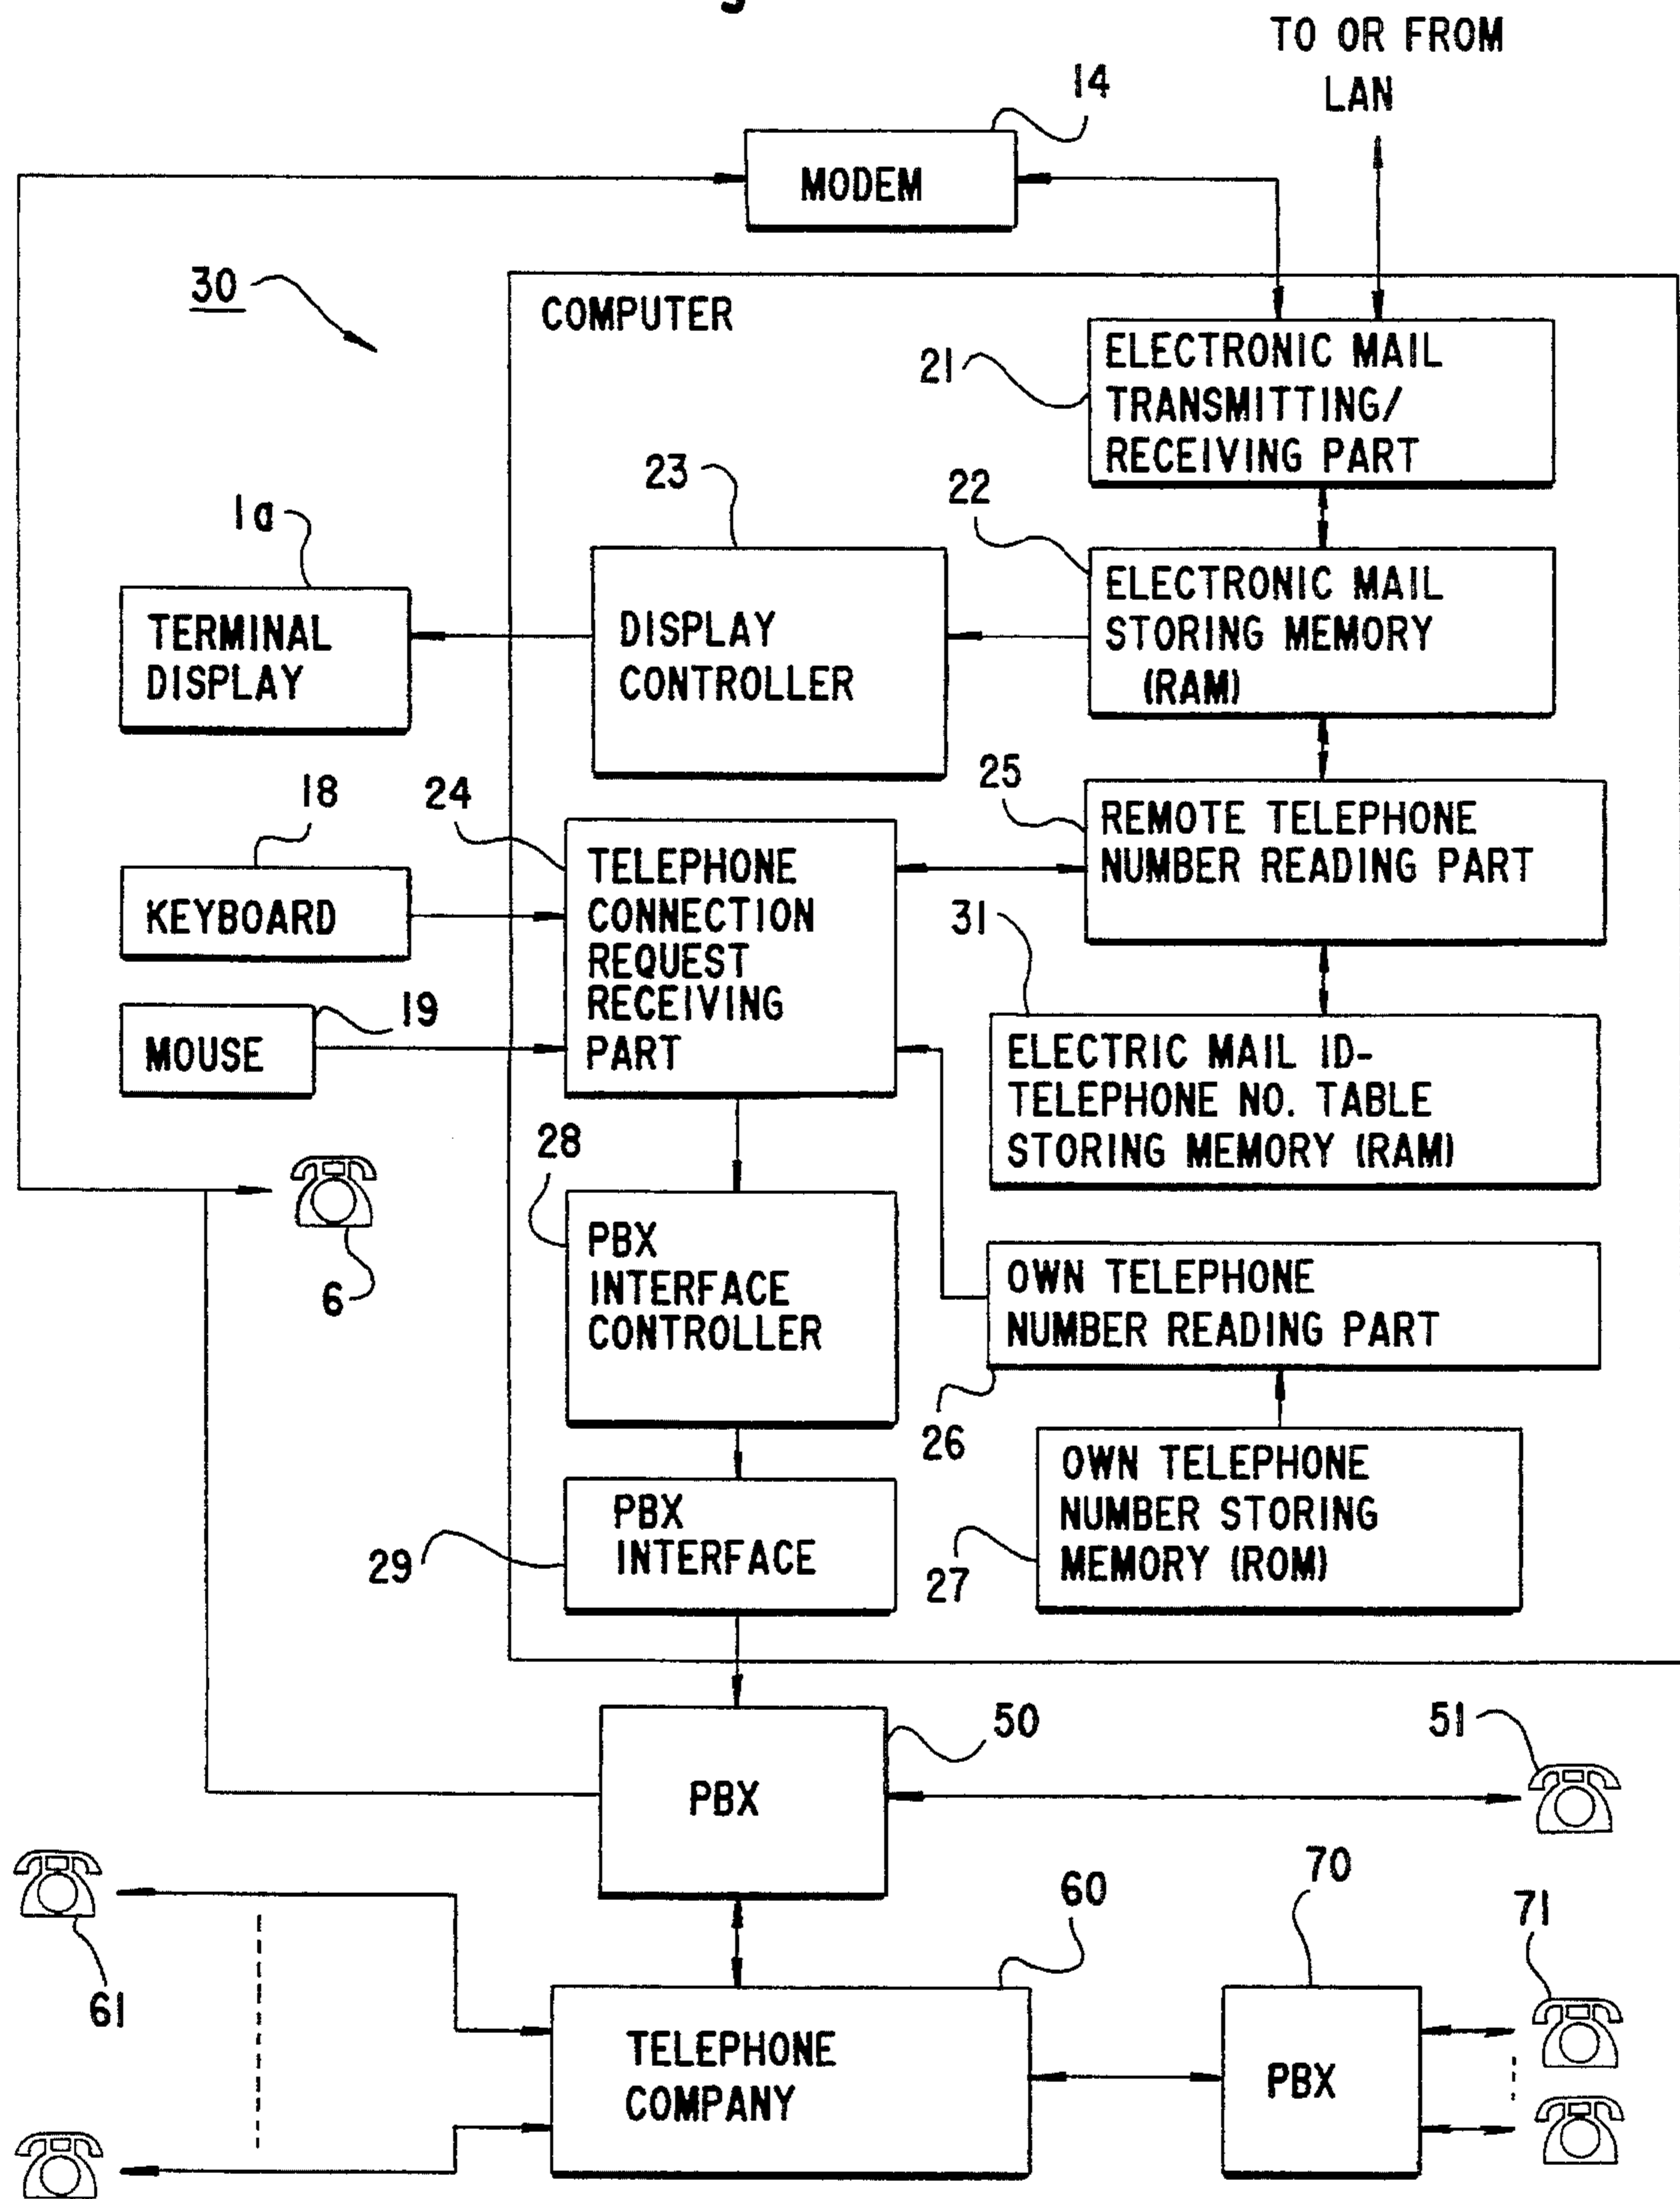 TO OR FROM
LAN
14
MODEM
30
COMPUTER
21
ELECTRONIC MAIL
TRANSMITTING/
RECEIVING PART
23
22
1a
TERMINAL
DISPLAY
DISPLAY
CONTROLLER
ELECTRONIC MAIL
STORING MEMORY
(RAM)
18
24
25
KEYBOARD
TELEPHONE
CONNECTION
REQUEST
RECEIVING
PART
REMOTE TELEPHONE
NUMBER READING PART
31
19
MOUSE
ELECTRIC MAIL ID-
TELEPHONE NO. TABLE
STORING MEMORY (RAM)
28
6
PBX
INTERFACE
CONTROLLER
OWN TELEPHONE
NUMBER READING PART
26
29
PBX
INTERFACE
OWN TELEPHONE
NUMBER STORING
MEMORY (ROM)
27
50
51
PBX
61
60
70
71
TELEPHONE
COMPANY
PBX